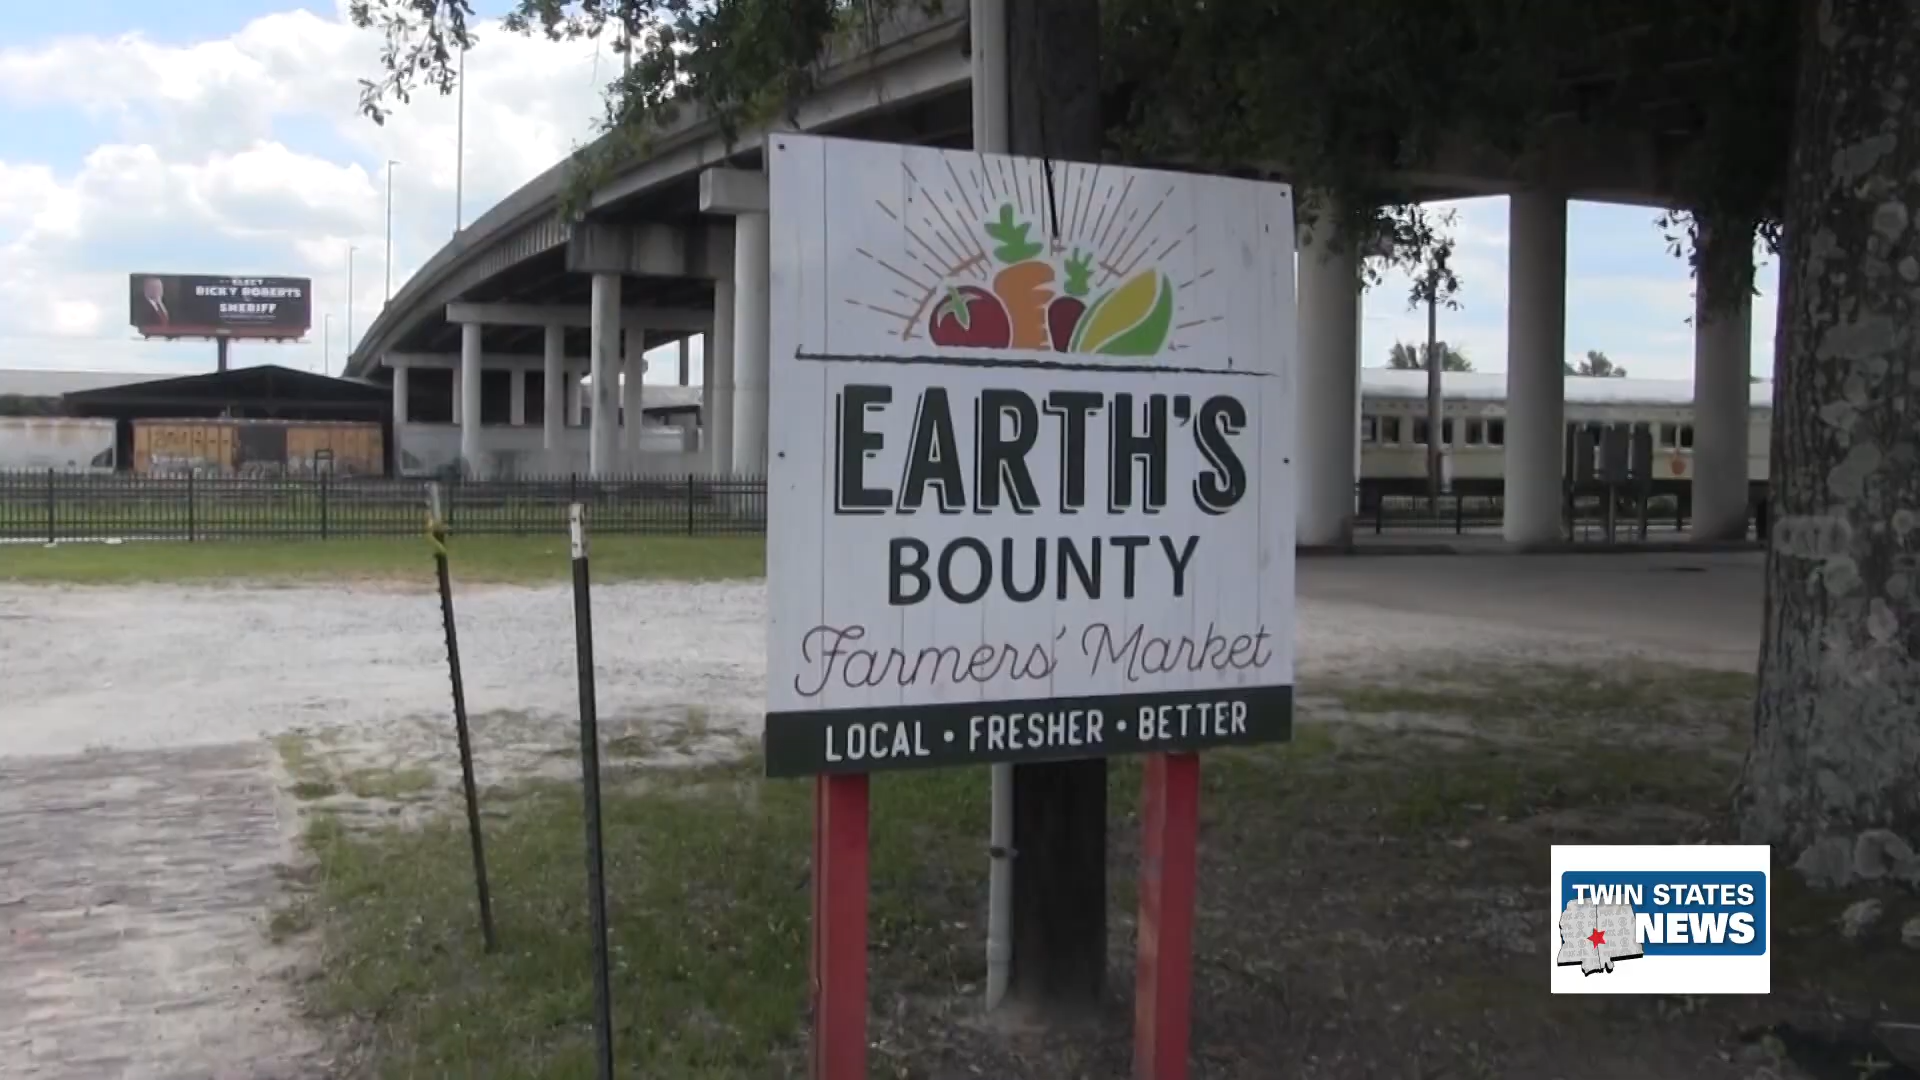 ELECT
RICKY ROBERTS
SHERIFF
EARTH'S
BOUNTY
Farmers' Market
LOCAL • FRESHER • BETTER
TWIN STATES
NEWS